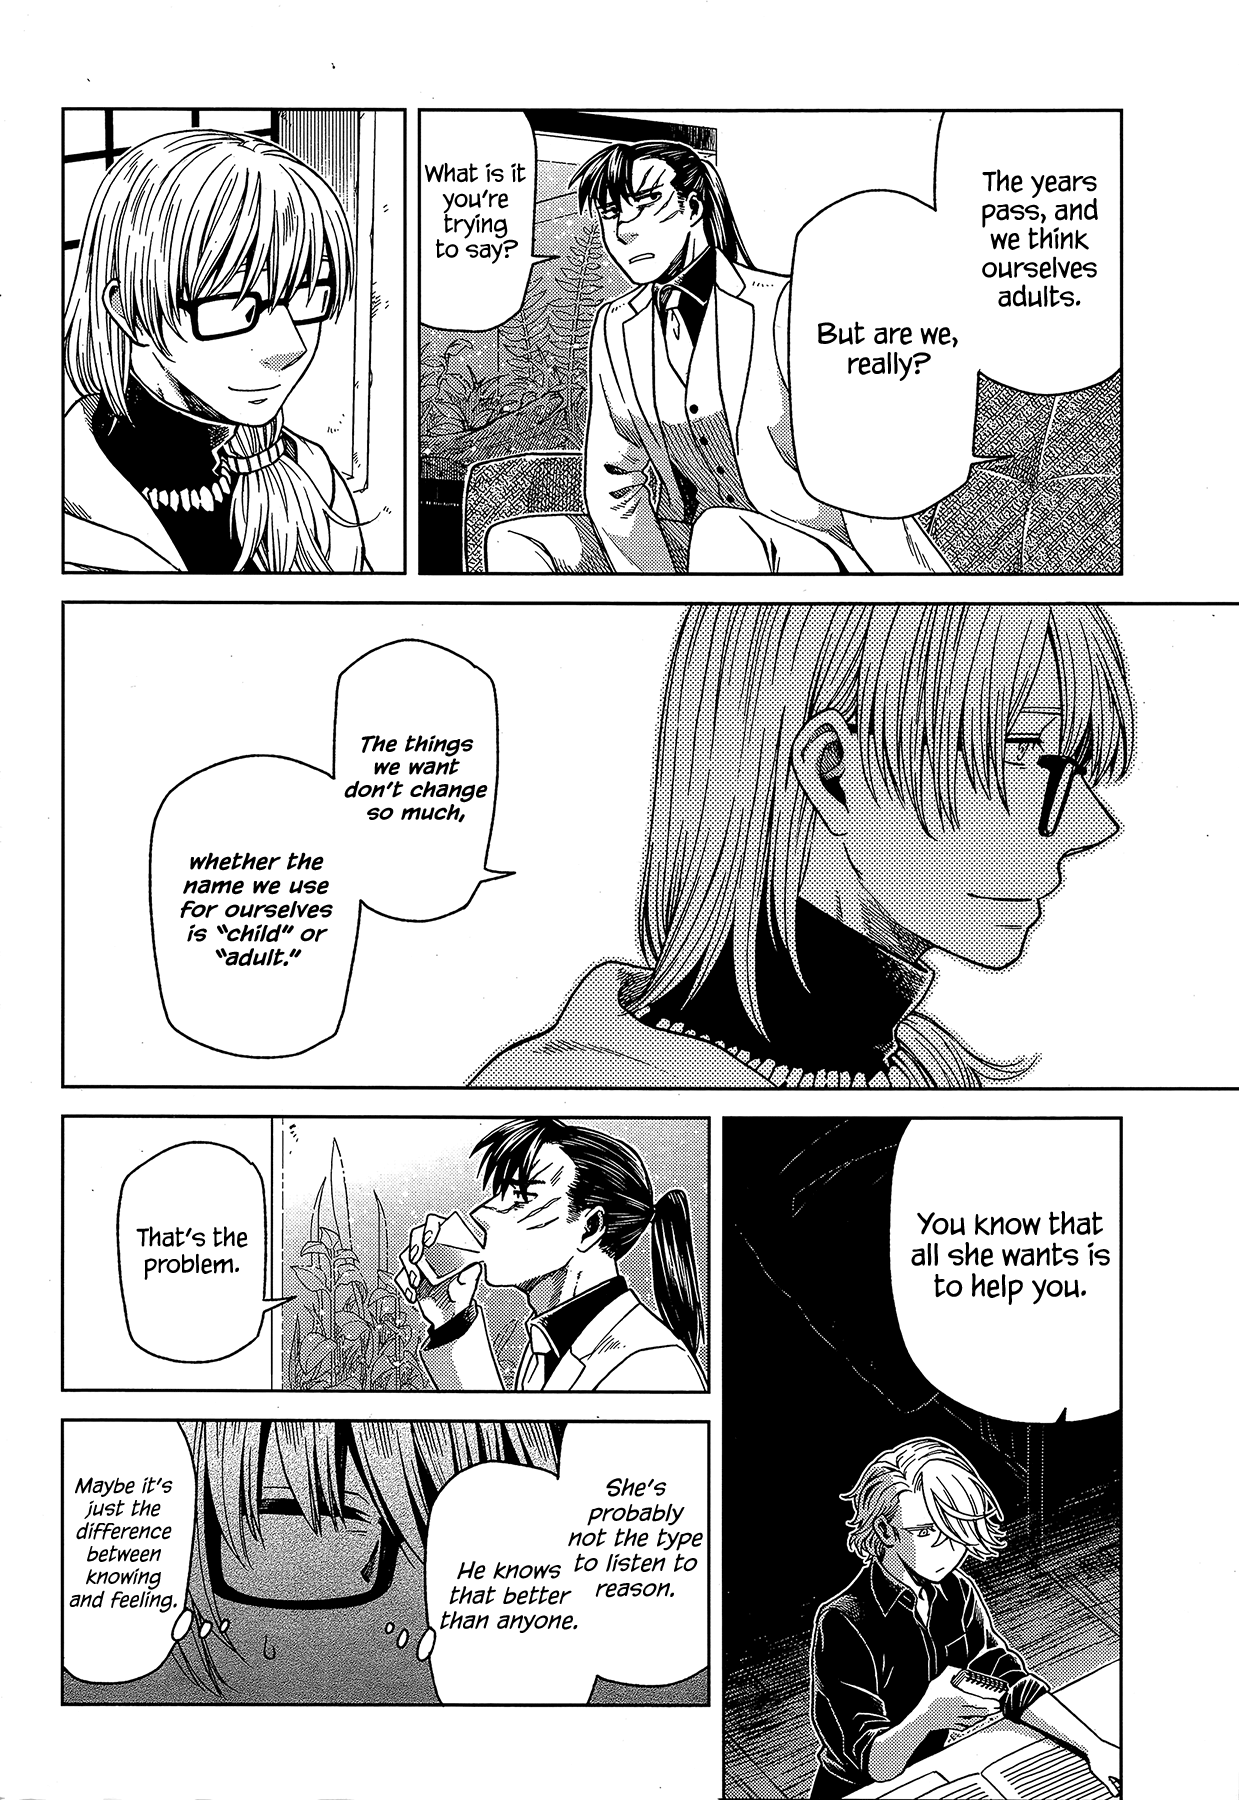 The years
pass, and
we think
ourselves
adults.
But are we,
really?
What is it
you're
trying
to say?
The things
we want
don't change
so much,
whether the
name we use
for ourselves
is "child" or
"adult."
You know that
all she wants is
to help you.
That's the
problem.
She's
probably
not the type
to listen to
reason.
He knows
that better
than anyone.
Maybe it's
just the
difference
between
knowing
and feeling.